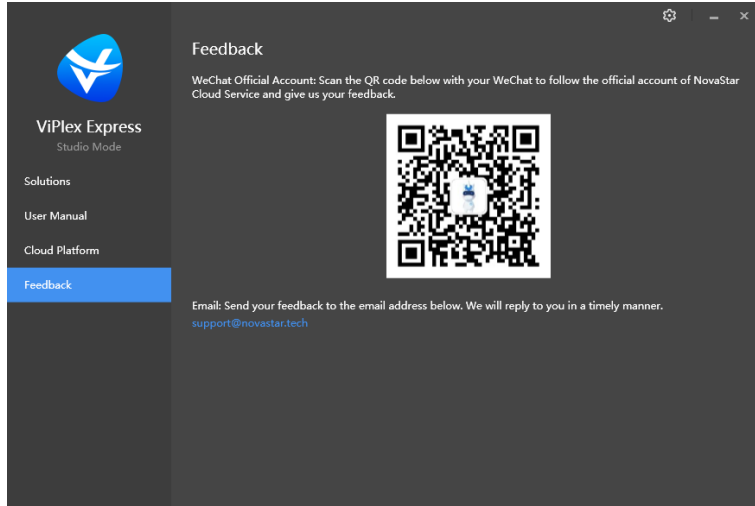 ViPlex Express
Studio Mode
Solutions
User Manual
Cloud Platform
Feedback
Feedback
WeChat Official Account: Scan the QR code below with your WeChat to follow the official account of NovaStar
Cloud Service and give us your feedback.
Email: Send your feedback to the email address below. We will reply to you in a timely manner.
support@novastar.tech